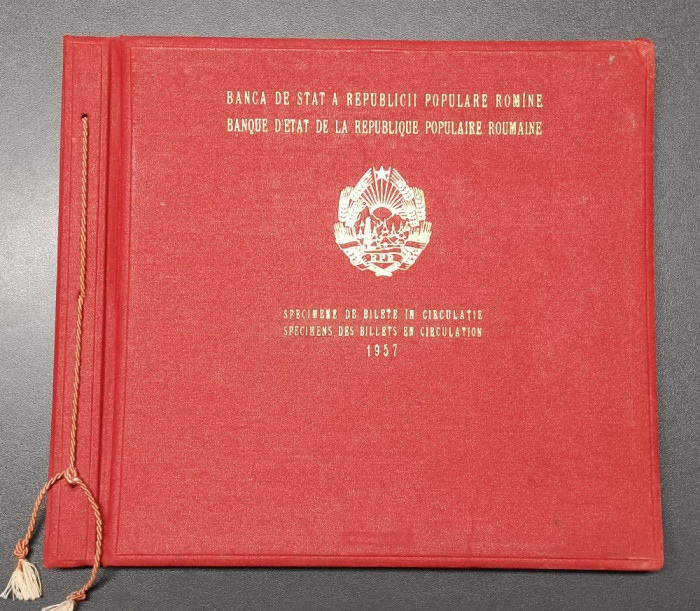 BANCA DE STAT A REPUBLICII POPULARE ROMÎNE
BANQUE D'ETAT DE LA REPUBLIQUE POPULAIRE ROUMAINE
RPR
SPECIMENE DE BILETE IN CIRCULAȚIE
SPECIMENS DES BILLETS EN CIRCULATION
1957